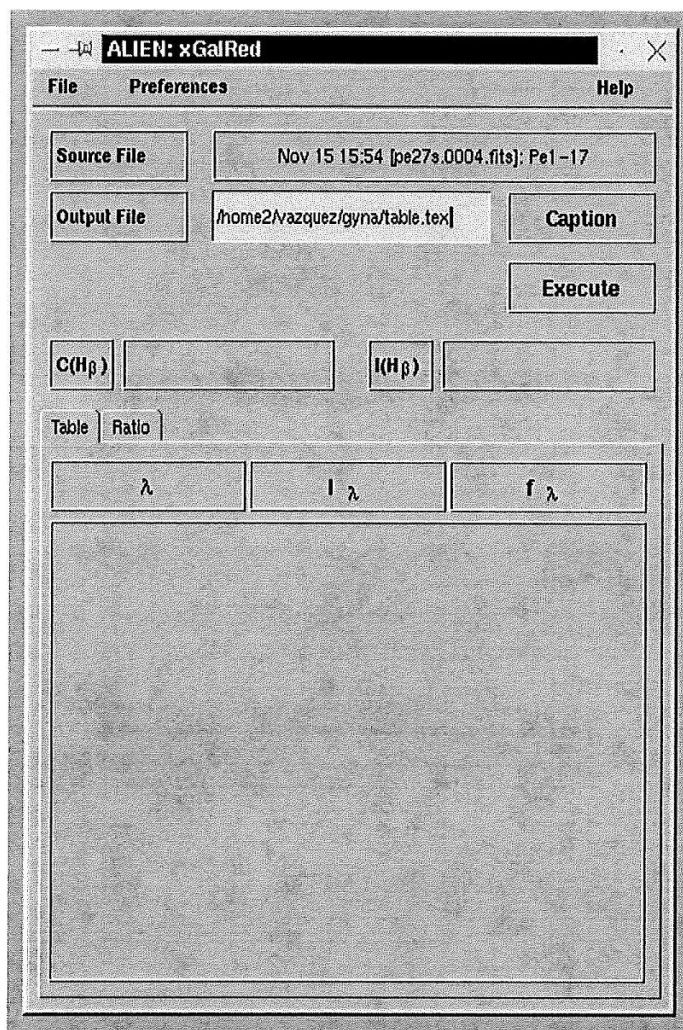 ALIEN: xGalRed
File Preferences Help
Source File Nov 15 15:54 [pe27s.0004.fits]: Pe1-17
Output File /home2/vazquez/gyna/table.tex Caption
Execute
C(Hβ) I(Hβ)
Table Ratio
λ I λ f λ